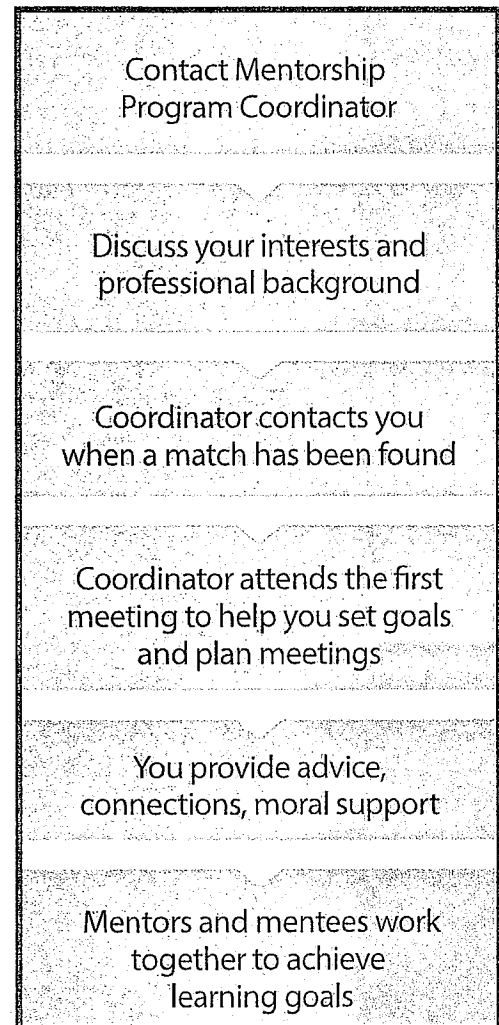 Contact Mentorship
Program Coordinator
Discuss your interests and
professional background
Coordinator contacts you
when a match has been found
Coordinator attends the first
meeting to help you set goals
and plan meetings
You provide advice,
connections, moral support
Mentors and mentees work
together to achieve
learning goals